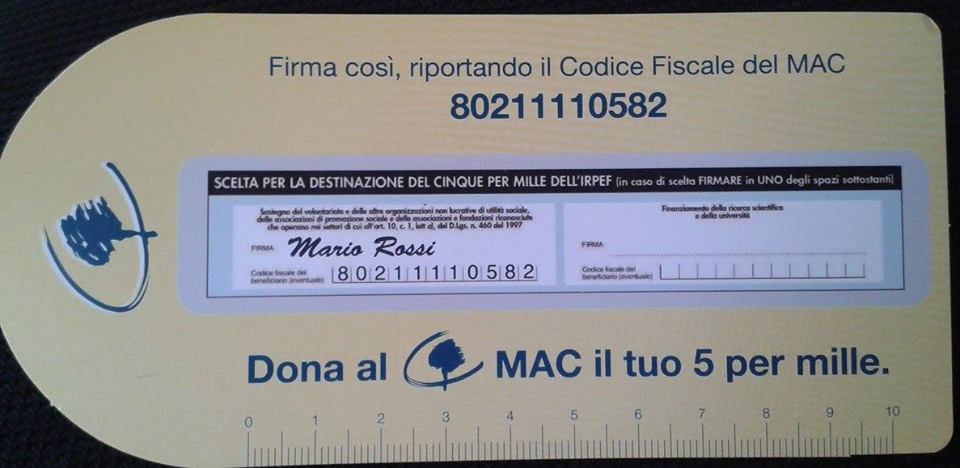 Firma così, riportando il Codice Fiscale del MAC
80211110582
SCELTA PER LA DESTINAZIONE DEL CINQUE PER MILLE DELL'IRPEF (in caso di scelta FIRMARE in UNO degli spazi sottostanti)
Sostegno del volontariato e delle altre organizzazioni non lucrative di utilità sociale,
delle associazioni di promozione sociale e delle associazioni e fondazioni riconosciute
che operano nei settori di cui all'art. 10, c. 1, lett a), del D.Lgs. n. 460 del 1997
FIRMA Mario Rossi
Codice fiscale del
beneficiario (eventuale) 80211110582
Finanziamento della ricerca scientifica
e della università
FIRMA
Codice fiscale del
beneficiario (eventuale)
Dona al MAC il tuo 5 per mille.
0 1 2 3 4 5 6 7 8 9 10